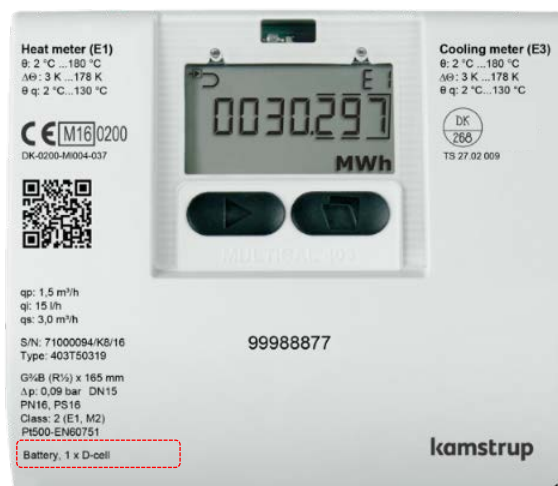 Heat meter (E1)
θ: 2 °C ...180 °C
ΔΘ: 3 K ...178 K
θ q: 2 °C...130 °C
CE M16 0200
DK-0200-MI004-037
Cooling meter (E3)
θ: 2 °C ...180 °C
ΔΘ: 3 K ...178 K
θ q: 2 °C...130 °C
DK
268
TS 27.02 009
E1
0030.297
MWh
MULTICAL 403
qp: 1,5 m³/h
qi: 15 l/h
qs: 3,0 m³/h
S/N: 71000094/K8/16
Type: 403T50319
99988877
G¾B (R½) x 165 mm
Δp: 0,09 bar DN15
PN16, PS16
Class: 2 (E1, M2)
Pt500-EN60751
Battery, 1 x D-cell
kamstrup